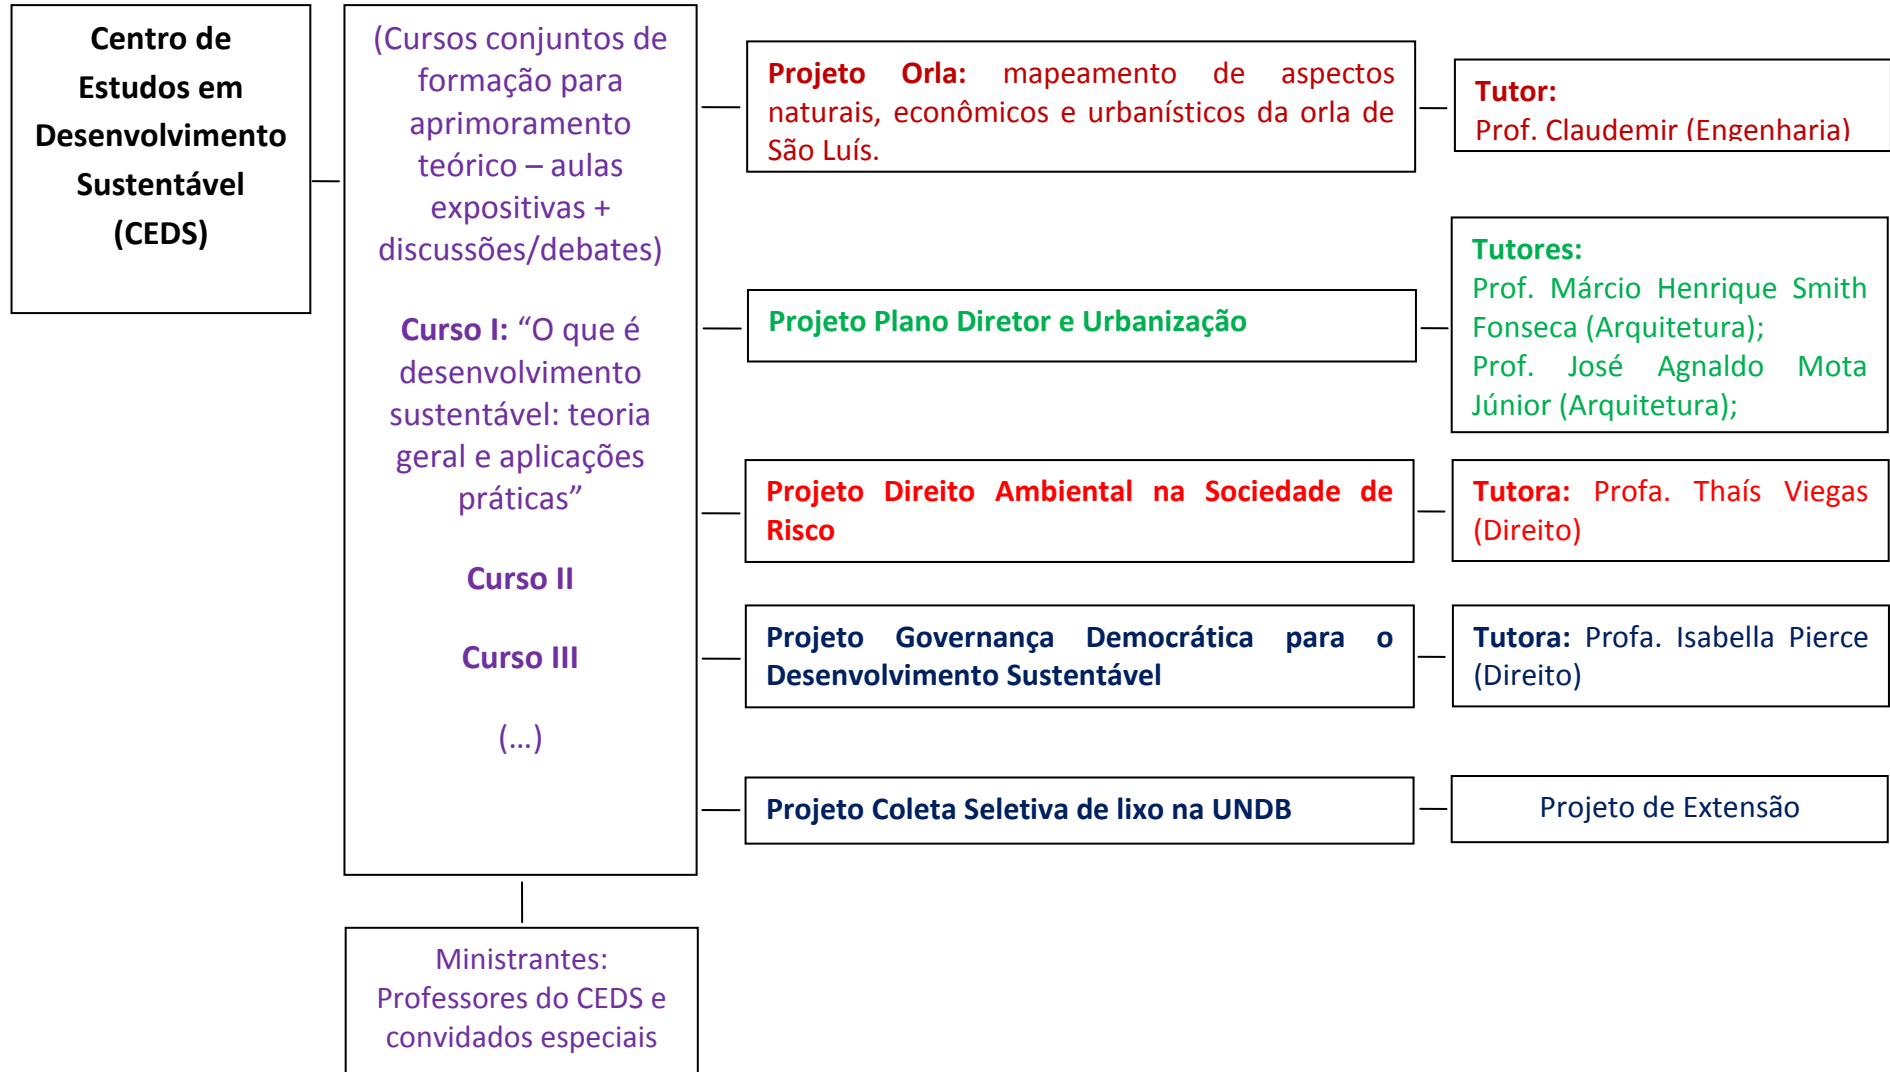 Centro de
Estudos em
Desenvolvimento
Sustentável
(CEDS)
(Cursos conjuntos de
formação para
aprimoramento
teórico – aulas
expositivas +
discussões/debates)
Curso I: “O que é
desenvolvimento
sustentável: teoria
geral e aplicações
práticas”
Curso II
Curso III
(...)
Ministrantes:
Professores do CEDS e
convidados especiais
Projeto Orla: mapeamento de aspectos
naturais, econômicos e urbanísticos da orla de
São Luís.
Tutor:
Prof. Claudemir (Engenharia)
Projeto Plano Diretor e Urbanização
Tutores:
Prof. Márcio Henrique Smith
Fonseca (Arquitetura);
Prof. José Agnaldo Mota
Júnior (Arquitetura);
Projeto Direito Ambiental na Sociedade de
Risco
Tutora: Profa. Thaís Viegas
(Direito)
Projeto Governança Democrática para o
Desenvolvimento Sustentável
Tutora: Profa. Isabella Pierce
(Direito)
Projeto Coleta Seletiva de lixo na UNDB
Projeto de Extensão